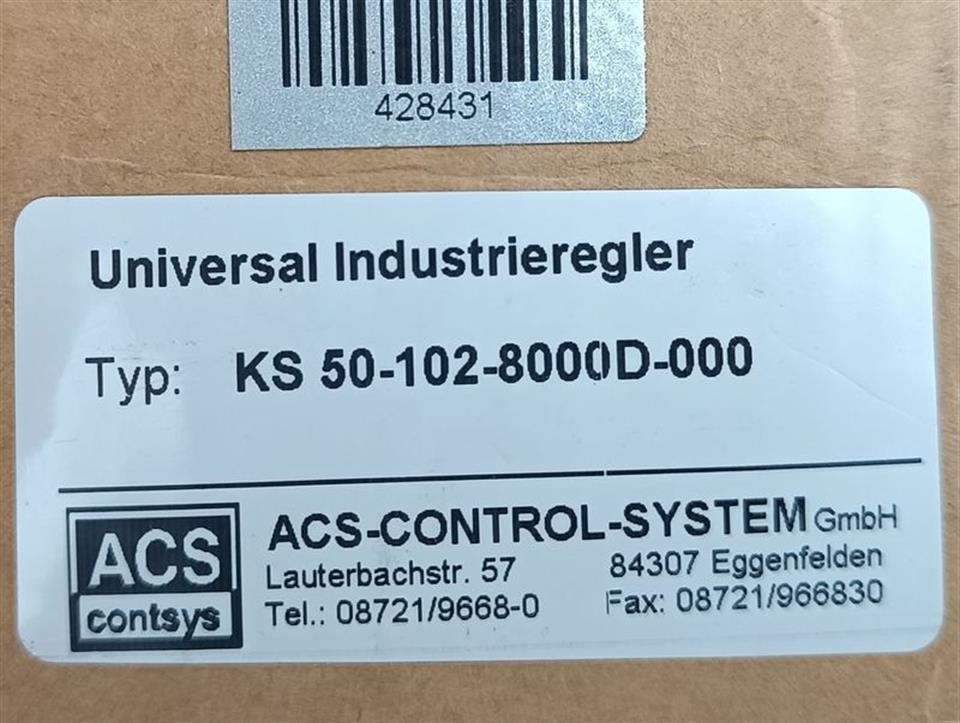 428431
Universal Industrieregler
Typ: KS 50-102-8000D-000
ACS
contsys
ACS-CONTROL-SYSTEM GmbH
Lauterbachstr. 57 84307 Eggenfelden
Tel.: 08721/9668-0 Fax: 08721/966830